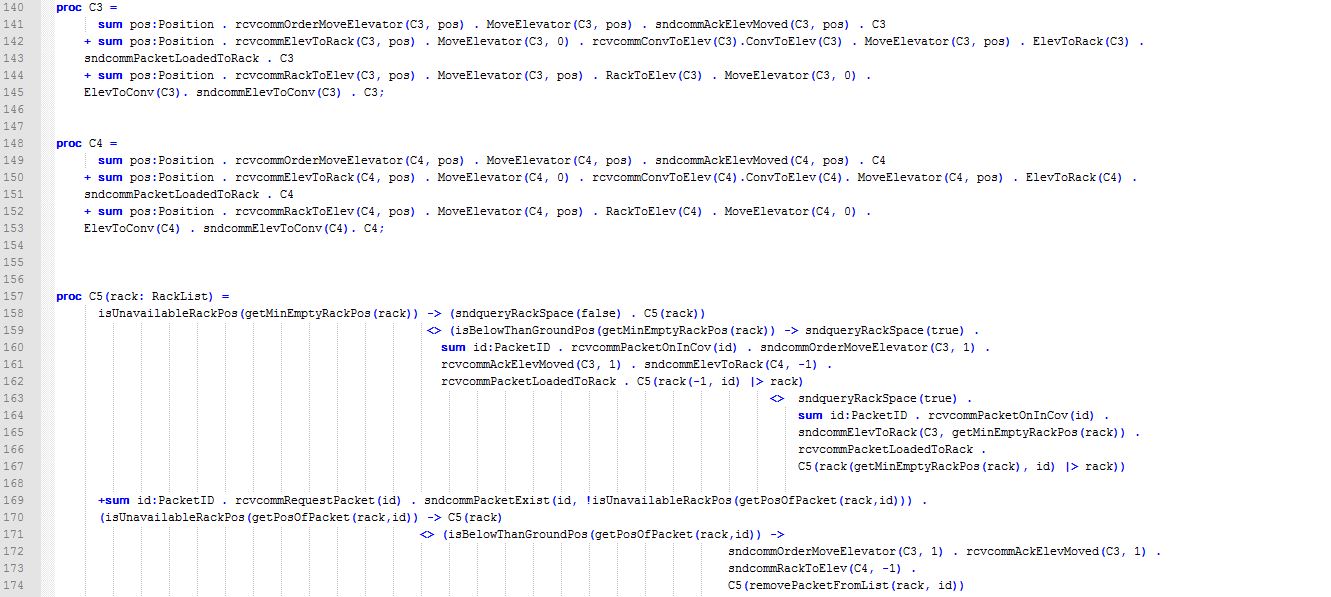 140 proc C3 =
141 sum pos:Position . rcvcommOrderMoveElevator(C3, pos) . MoveElevator(C3, pos) . sndcommAckElevMoved(C3, pos) . C3
142 + sum pos:Position . rcvcommElevToRack(C3, pos) . MoveElevator(C3, 0) . rcvcommConvToElev(C3).ConvToElev(C3) . MoveElevator(C3, pos) . ElevToRack(C3) .
143 sndcommPacketLoadedToRack . C3
144 + sum pos:Position . rcvcommRackToElev(C3, pos) . MoveElevator(C3, pos) . RackToElev(C3) . MoveElevator(C3, 0) .
145 ElevToConv(C3). sndcommElevToConv(C3) . C3;
146
147
148 proc C4 =
149 sum pos:Position . rcvcommOrderMoveElevator(C4, pos) . MoveElevator(C4, pos) . sndcommAckElevMoved(C4, pos) . C4
150 + sum pos:Position . rcvcommElevToRack(C4, pos) . MoveElevator(C4, 0) . rcvcommConvToElev(C4).ConvToElev(C4). MoveElevator(C4, pos) . ElevToRack(C4) .
151 sndcommPacketLoadedToRack . C4
152 + sum pos:Position . rcvcommRackToElev(C4, pos) . MoveElevator(C4, pos) . RackToElev(C4) . MoveElevator(C4, 0) .
153 ElevToConv(C4) . sndcommElevToConv(C4). C4;
154
155
156
157 proc C5(rack: RackList) =
158 isUnavailableRackPos(getMinEmptyRackPos(rack)) -> (sndqueryRackSpace(false) . C5(rack))
159 <> (isBelowThanGroundPos(getMinEmptyRackPos(rack)) -> sndqueryRackSpace(true) .
160 sum id:PacketID . rcvcommPacketOnInCov(id) . sndcommOrderMoveElevator(C3, 1) .
161 rcvcommAckElevMoved(C3, 1) . sndcommElevToRack(C4, -1) .
162 rcvcommPacketLoadedToRack . C5(rack(-1, id) |> rack)
163 <> sndqueryRackSpace(true) .
164 sum id:PacketID . rcvcommPacketOnInCov(id) .
165 sndcommElevToRack(C3, getMinEmptyRackPos(rack)) .
166 rcvcommPacketLoadedToRack .
167 C5(rack(getMinEmptyRackPos(rack), id) |> rack))
168
169 +sum id:PacketID . rcvcommRequestPacket(id) . sndcommPacketExist(id, !isUnavailableRackPos(getPosOfPacket(rack,id))) .
170 (isUnavailableRackPos(getPosOfPacket(rack,id)) -> C5(rack)
171 <> (isBelowThanGroundPos(getPosOfPacket(rack,id)) ->
172 sndcommOrderMoveElevator(C3, 1) . rcvcommAckElevMoved(C3, 1) .
173 sndcommRackToElev(C4, -1) .
174 C5(removePacketFromList(rack, id))